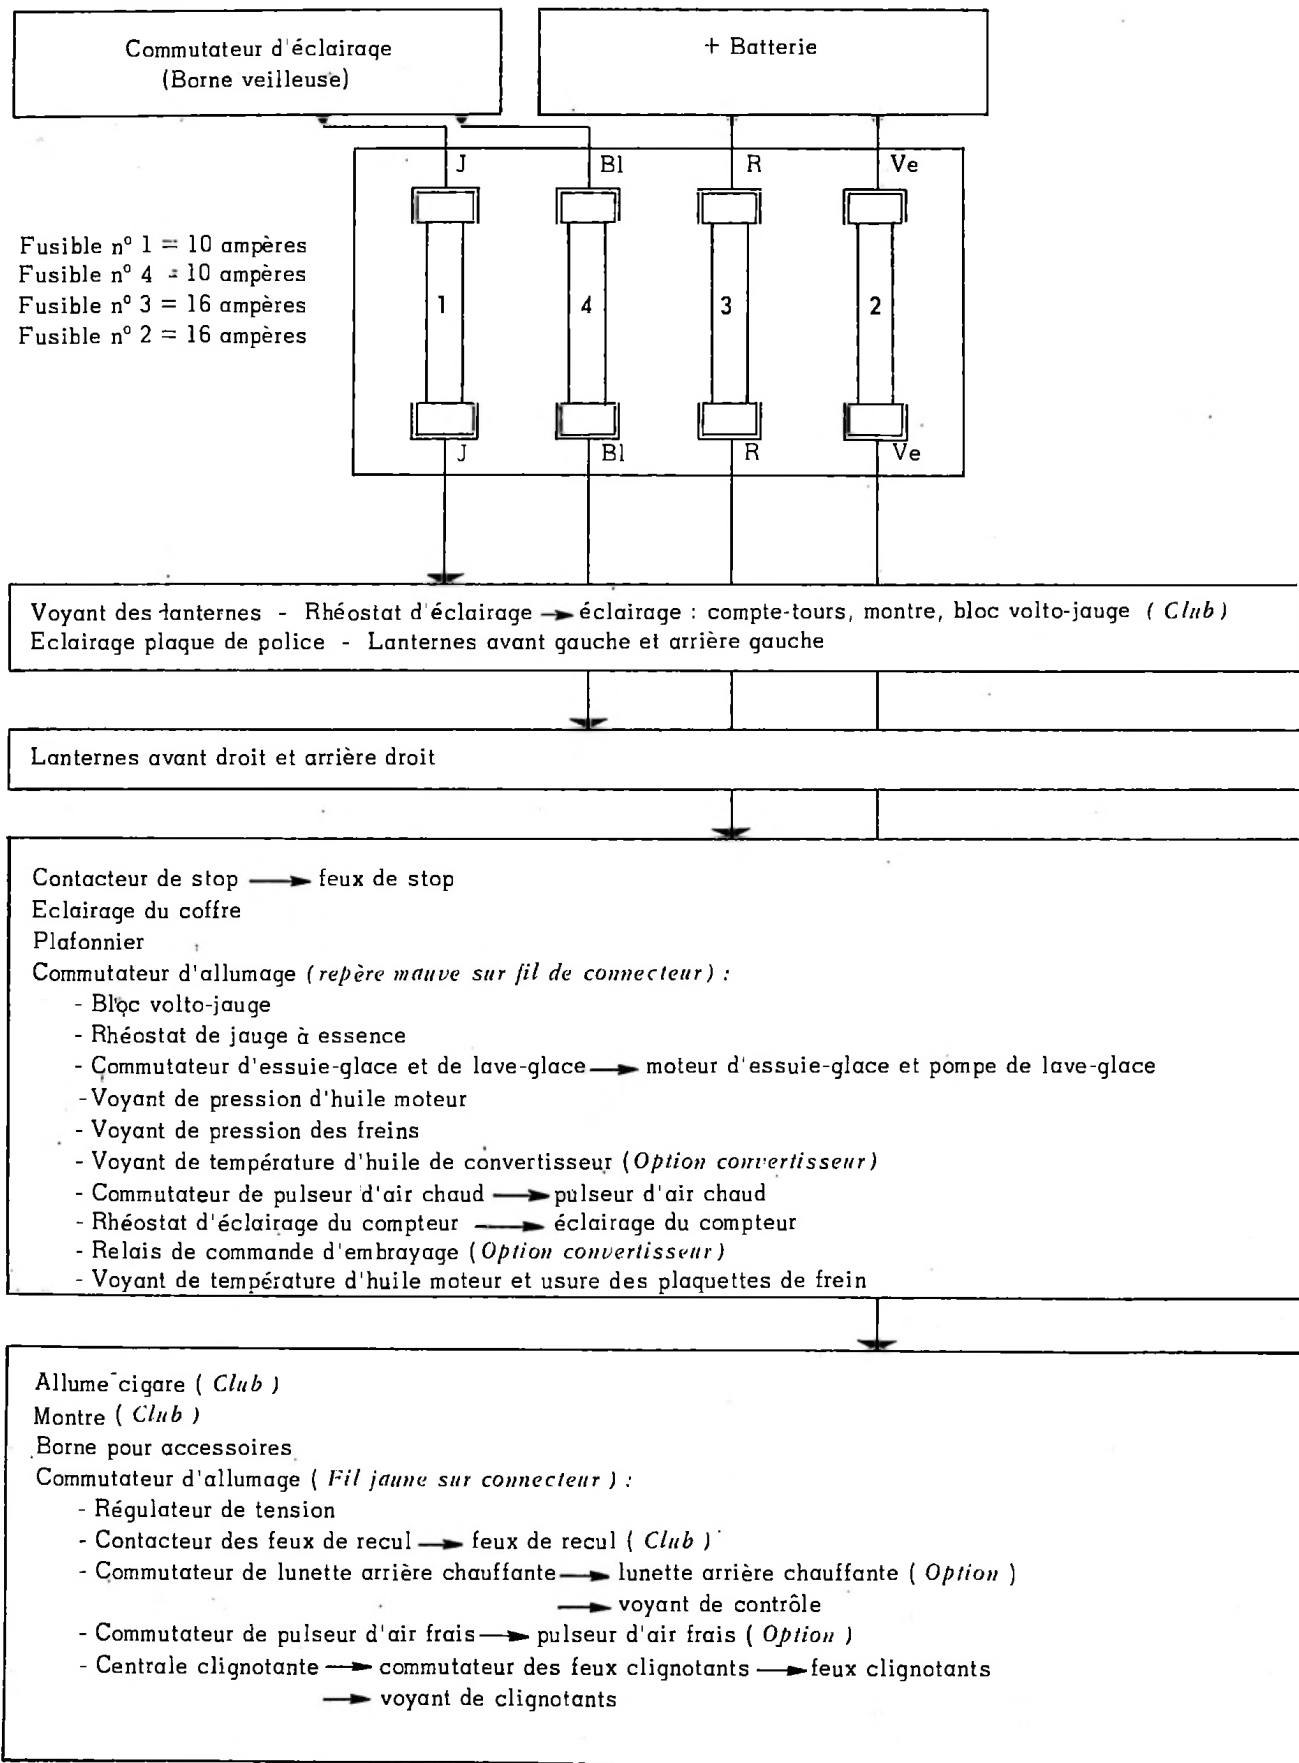 Commutateur d'éclairage
(Borne veilleuse)
+ Batterie
J Bl R Ve
Fusible n° 1 = 10 ampères
Fusible n° 4 = 10 ampères
Fusible n° 3 = 16 ampères
Fusible n° 2 = 16 ampères
1 4 3 2
J Bl R Ve
Voyant des lanternes - Rhéostat d'éclairage → éclairage : compte-tours, montre, bloc volto-jauge ( Club )
Eclairage plaque de police - Lanternes avant gauche et arrière gauche
Lanternes avant droit et arrière droit
Contacteur de stop → feux de stop
Eclairage du coffre
Plafonnier
Commutateur d'allumage ( repère mauve sur fil de connecteur ) :
- Bloc volto-jauge
- Rhéostat de jauge à essence
- Commutateur d'essuie-glace et de lave-glace → moteur d'essuie-glace et pompe de lave-glace
- Voyant de pression d'huile moteur
- Voyant de pression des freins
- Voyant de température d'huile de convertisseur ( Option convertisseur )
- Commutateur de pulseur d'air chaud → pulseur d'air chaud
- Rhéostat d'éclairage du compteur → éclairage du compteur
- Relais de commande d'embrayage ( Option convertisseur )
- Voyant de température d'huile moteur et usure des plaquettes de frein
Allume-cigare ( Club )
Montre ( Club )
Borne pour accessoires
Commutateur d'allumage ( Fil jaune sur connecteur ) :
- Régulateur de tension
- Contacteur des feux de recul → feux de recul ( Club )
- Commutateur de lunette arrière chauffante → lunette arrière chauffante ( Option )
→ voyant de contrôle
- Commutateur de pulseur d'air frais → pulseur d'air frais ( Option )
- Centrale clignotante → commutateur des feux clignotants → feux clignotants
→ voyant de clignotants